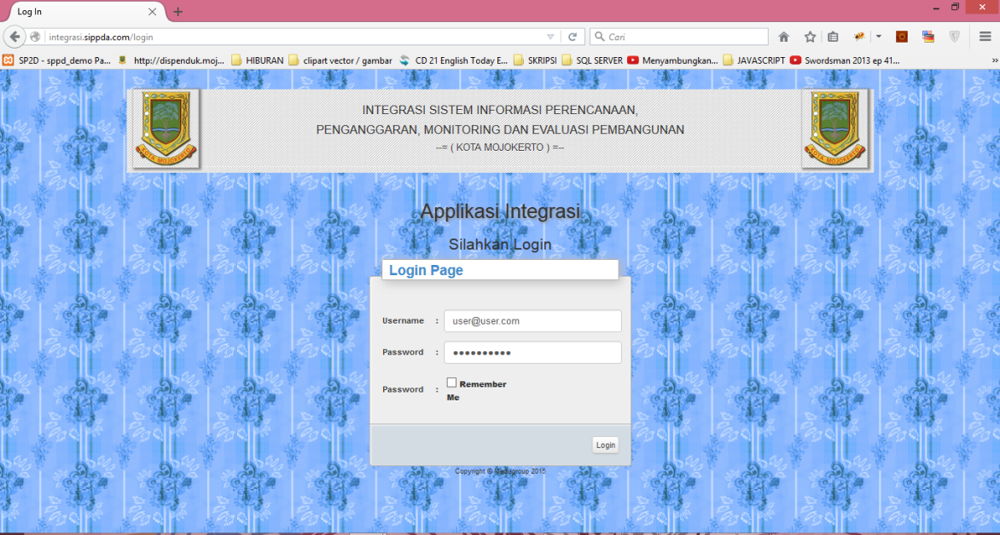 Log In
integrasi.sippda.com/login
Cari
SP2D - sppd_demo Pa...
http://dispenduk.moj...
HIBURAN
clipart vector / gambar
CD 21 English Today E...
SKRIPSI
SQL SERVER
Menyambungkan...
JAVASCRIPT
Swordsman 2013 ep 41...
INTEGRASI SISTEM INFORMASI PERENCANAAN,
PENGANGGARAN, MONITORING DAN EVALUASI PEMBANGUNAN
--= ( KOTA MOJOKERTO ) =--
KOTA MOJOKERTO
KOTA MOJOKERTO
Applikasi Integrasi
Silahkan Login
Login Page
Username : user@user.com
Password : ●●●●●●●●●●
Password : Remember
Me
Login
Copyright © Mediagroup 2015